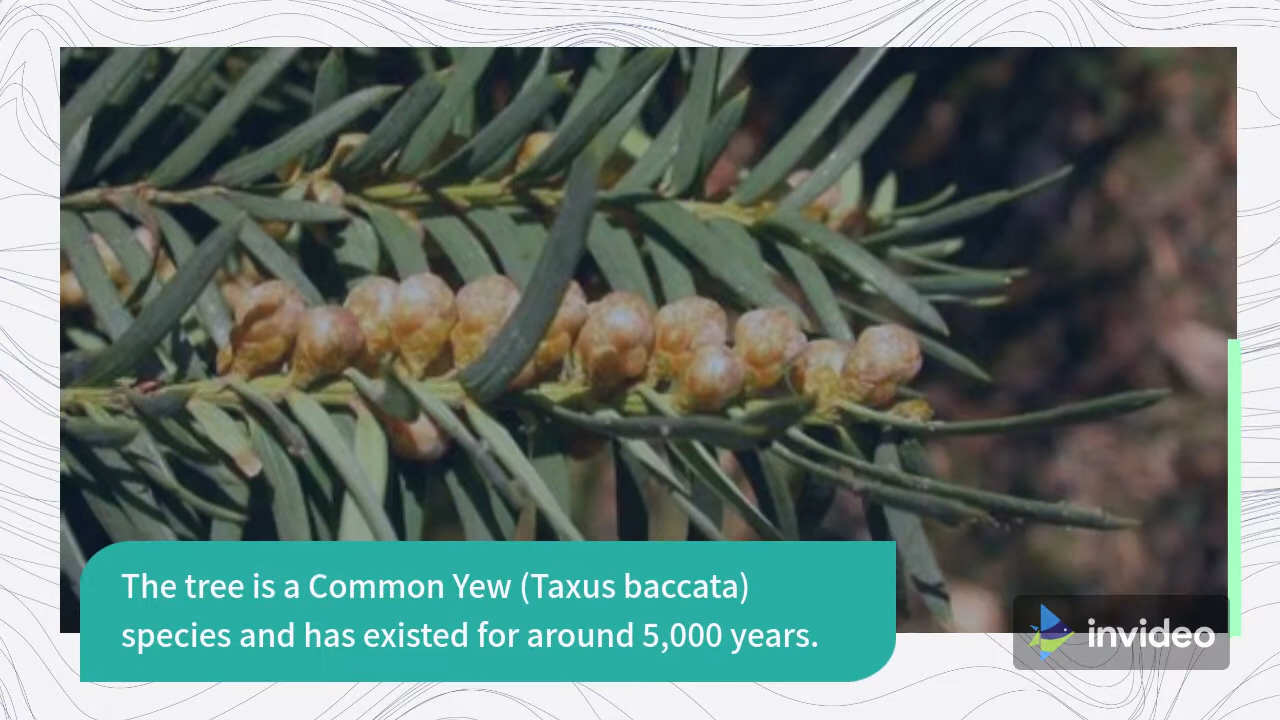 The tree is a Common Yew (Taxus baccata)
species and has existed for around 5,000 years.
invideo